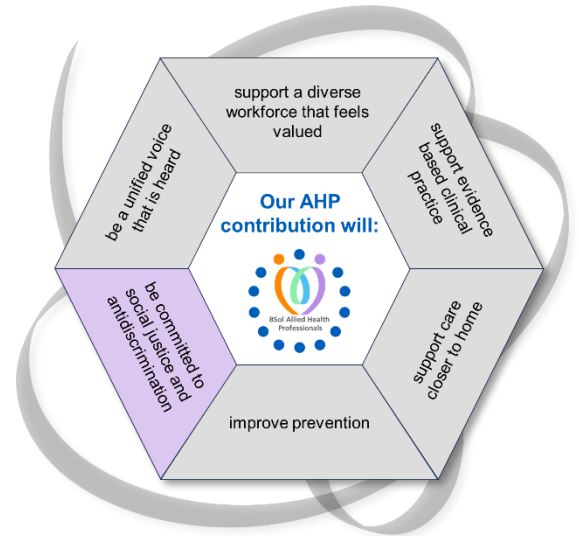 support a diverse
workforce that feels
valued
support evidence
based clinical
practice
support care
closer to home
improve prevention
be committed to
social justice and
antidiscrimination
be a unified voice
that is heard
Our AHP
contribution will:
BSol Allied Health
Professionals